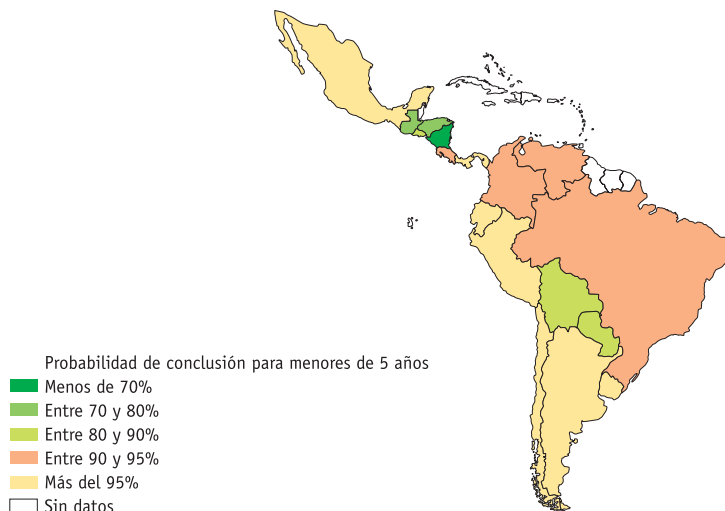 Probabilidad de conclusión para menores de 5 años
Menos de 70%
Entre 70 y 80%
Entre 80 y 90%
Entre 90 y 95%
Más del 95%
Sin datos